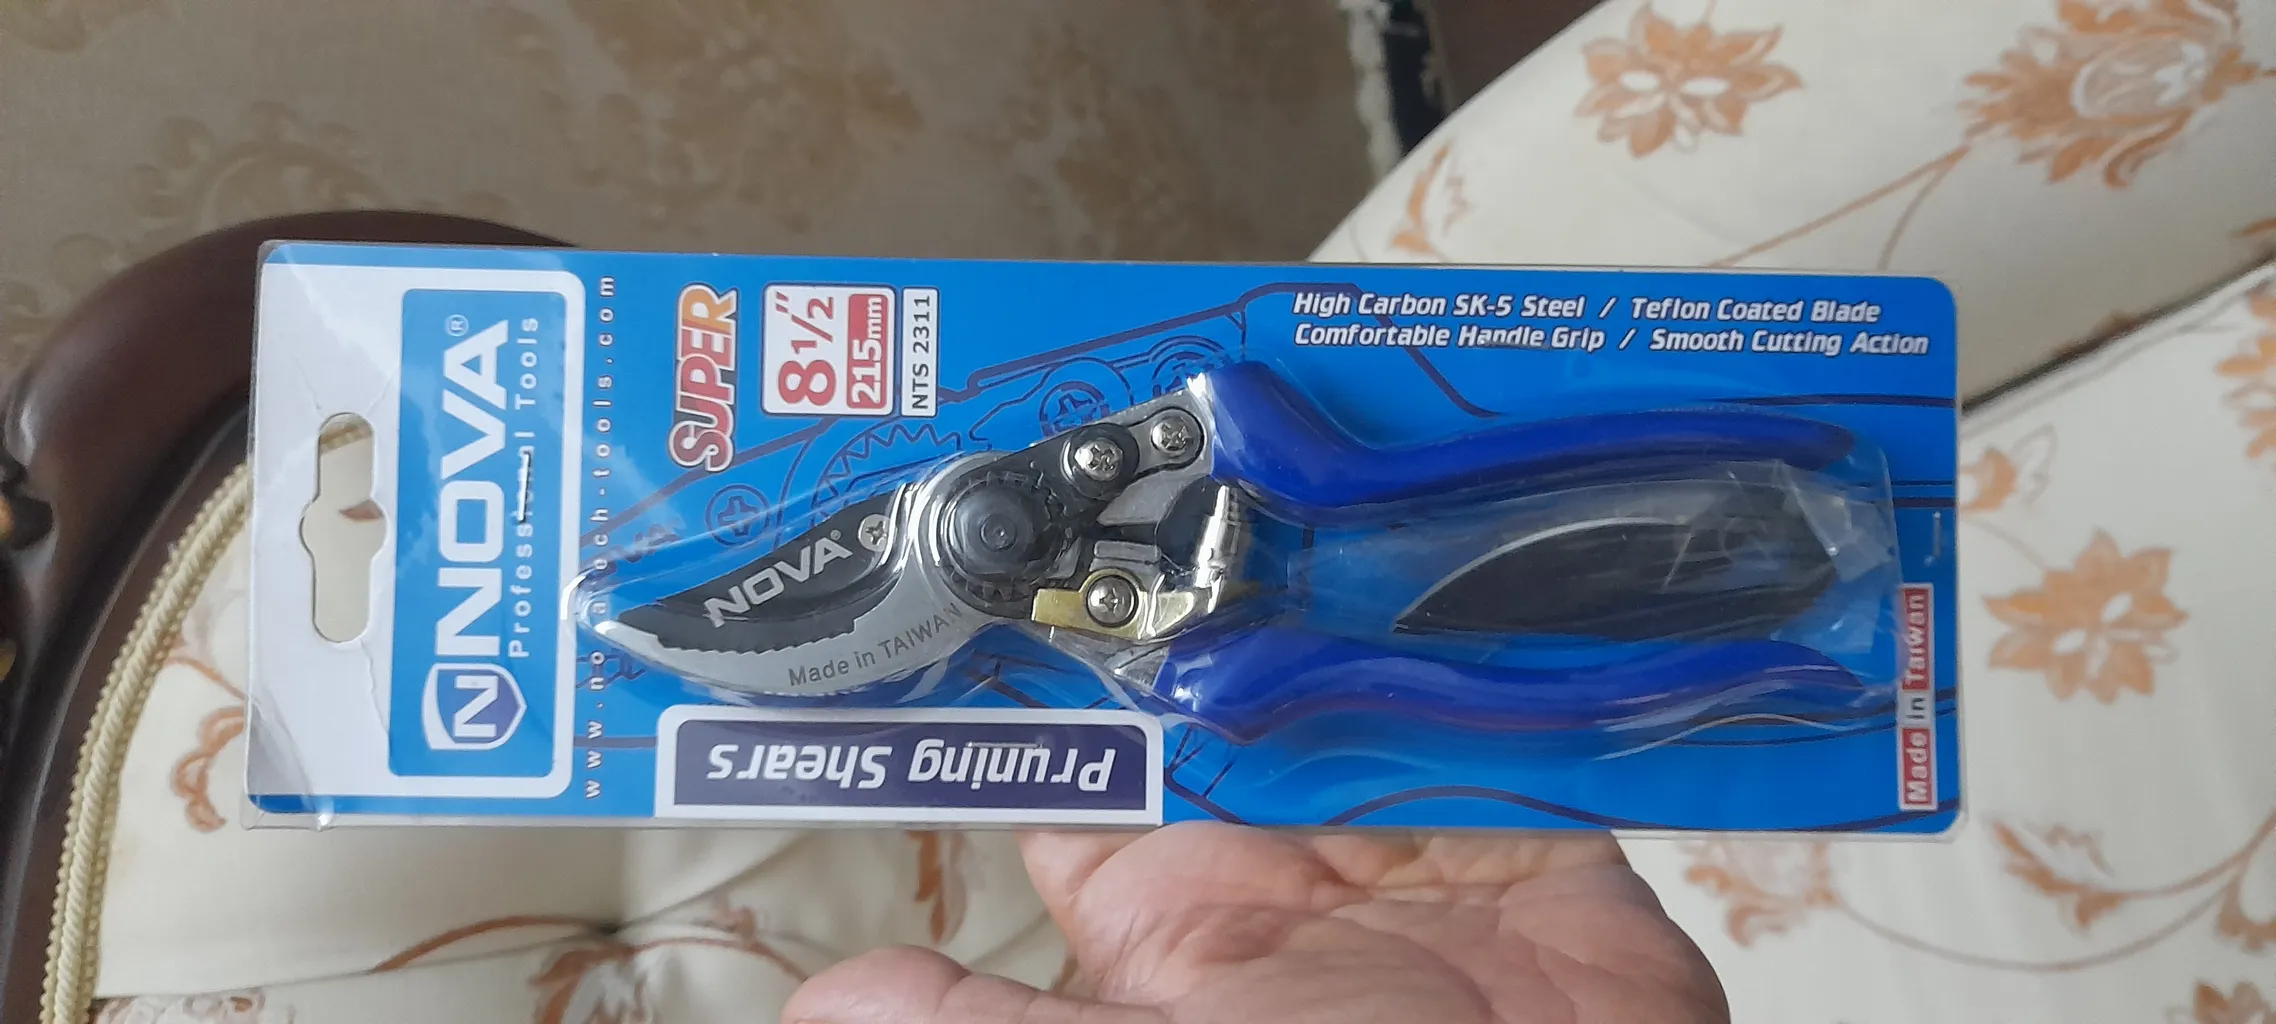 NOVA®
Professional Tools
www.novatech-tools.com
SUPER
8 1/2"
215mm
NTS 2311
High Carbon SK-5 Steel / Teflon Coated Blade
Comfortable Handle Grip / Smooth Cutting Action
NOVA®
Made in TAIWAN
Pruning Shears
Made in Taiwan